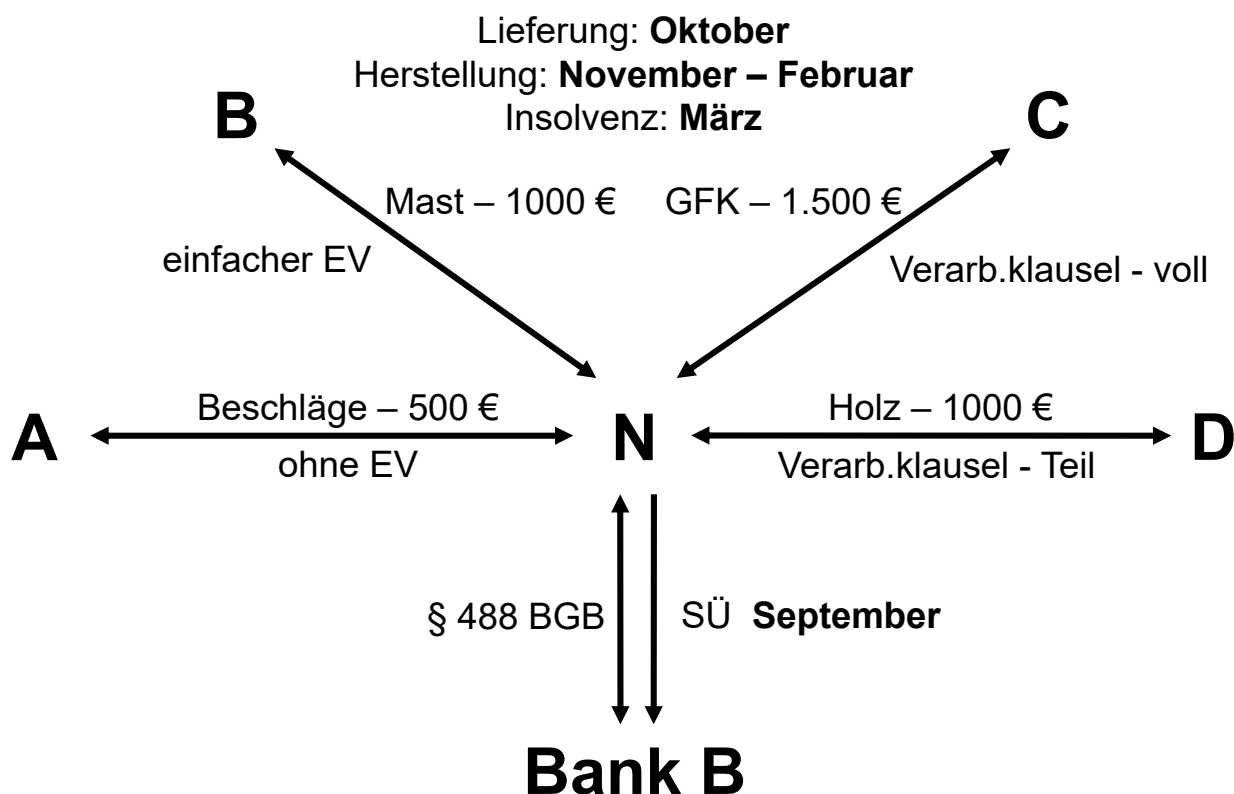 Lieferung: Oktober
Herstellung: November – Februar
Insolvenz: März
B
C
Mast – 1000 €
GFK – 1.500 €
einfacher EV
Verarb.klausel - voll
Beschläge – 500 €
Holz – 1000 €
A
N
D
ohne EV
Verarb.klausel - Teil
§ 488 BGB
SÜ September
Bank B